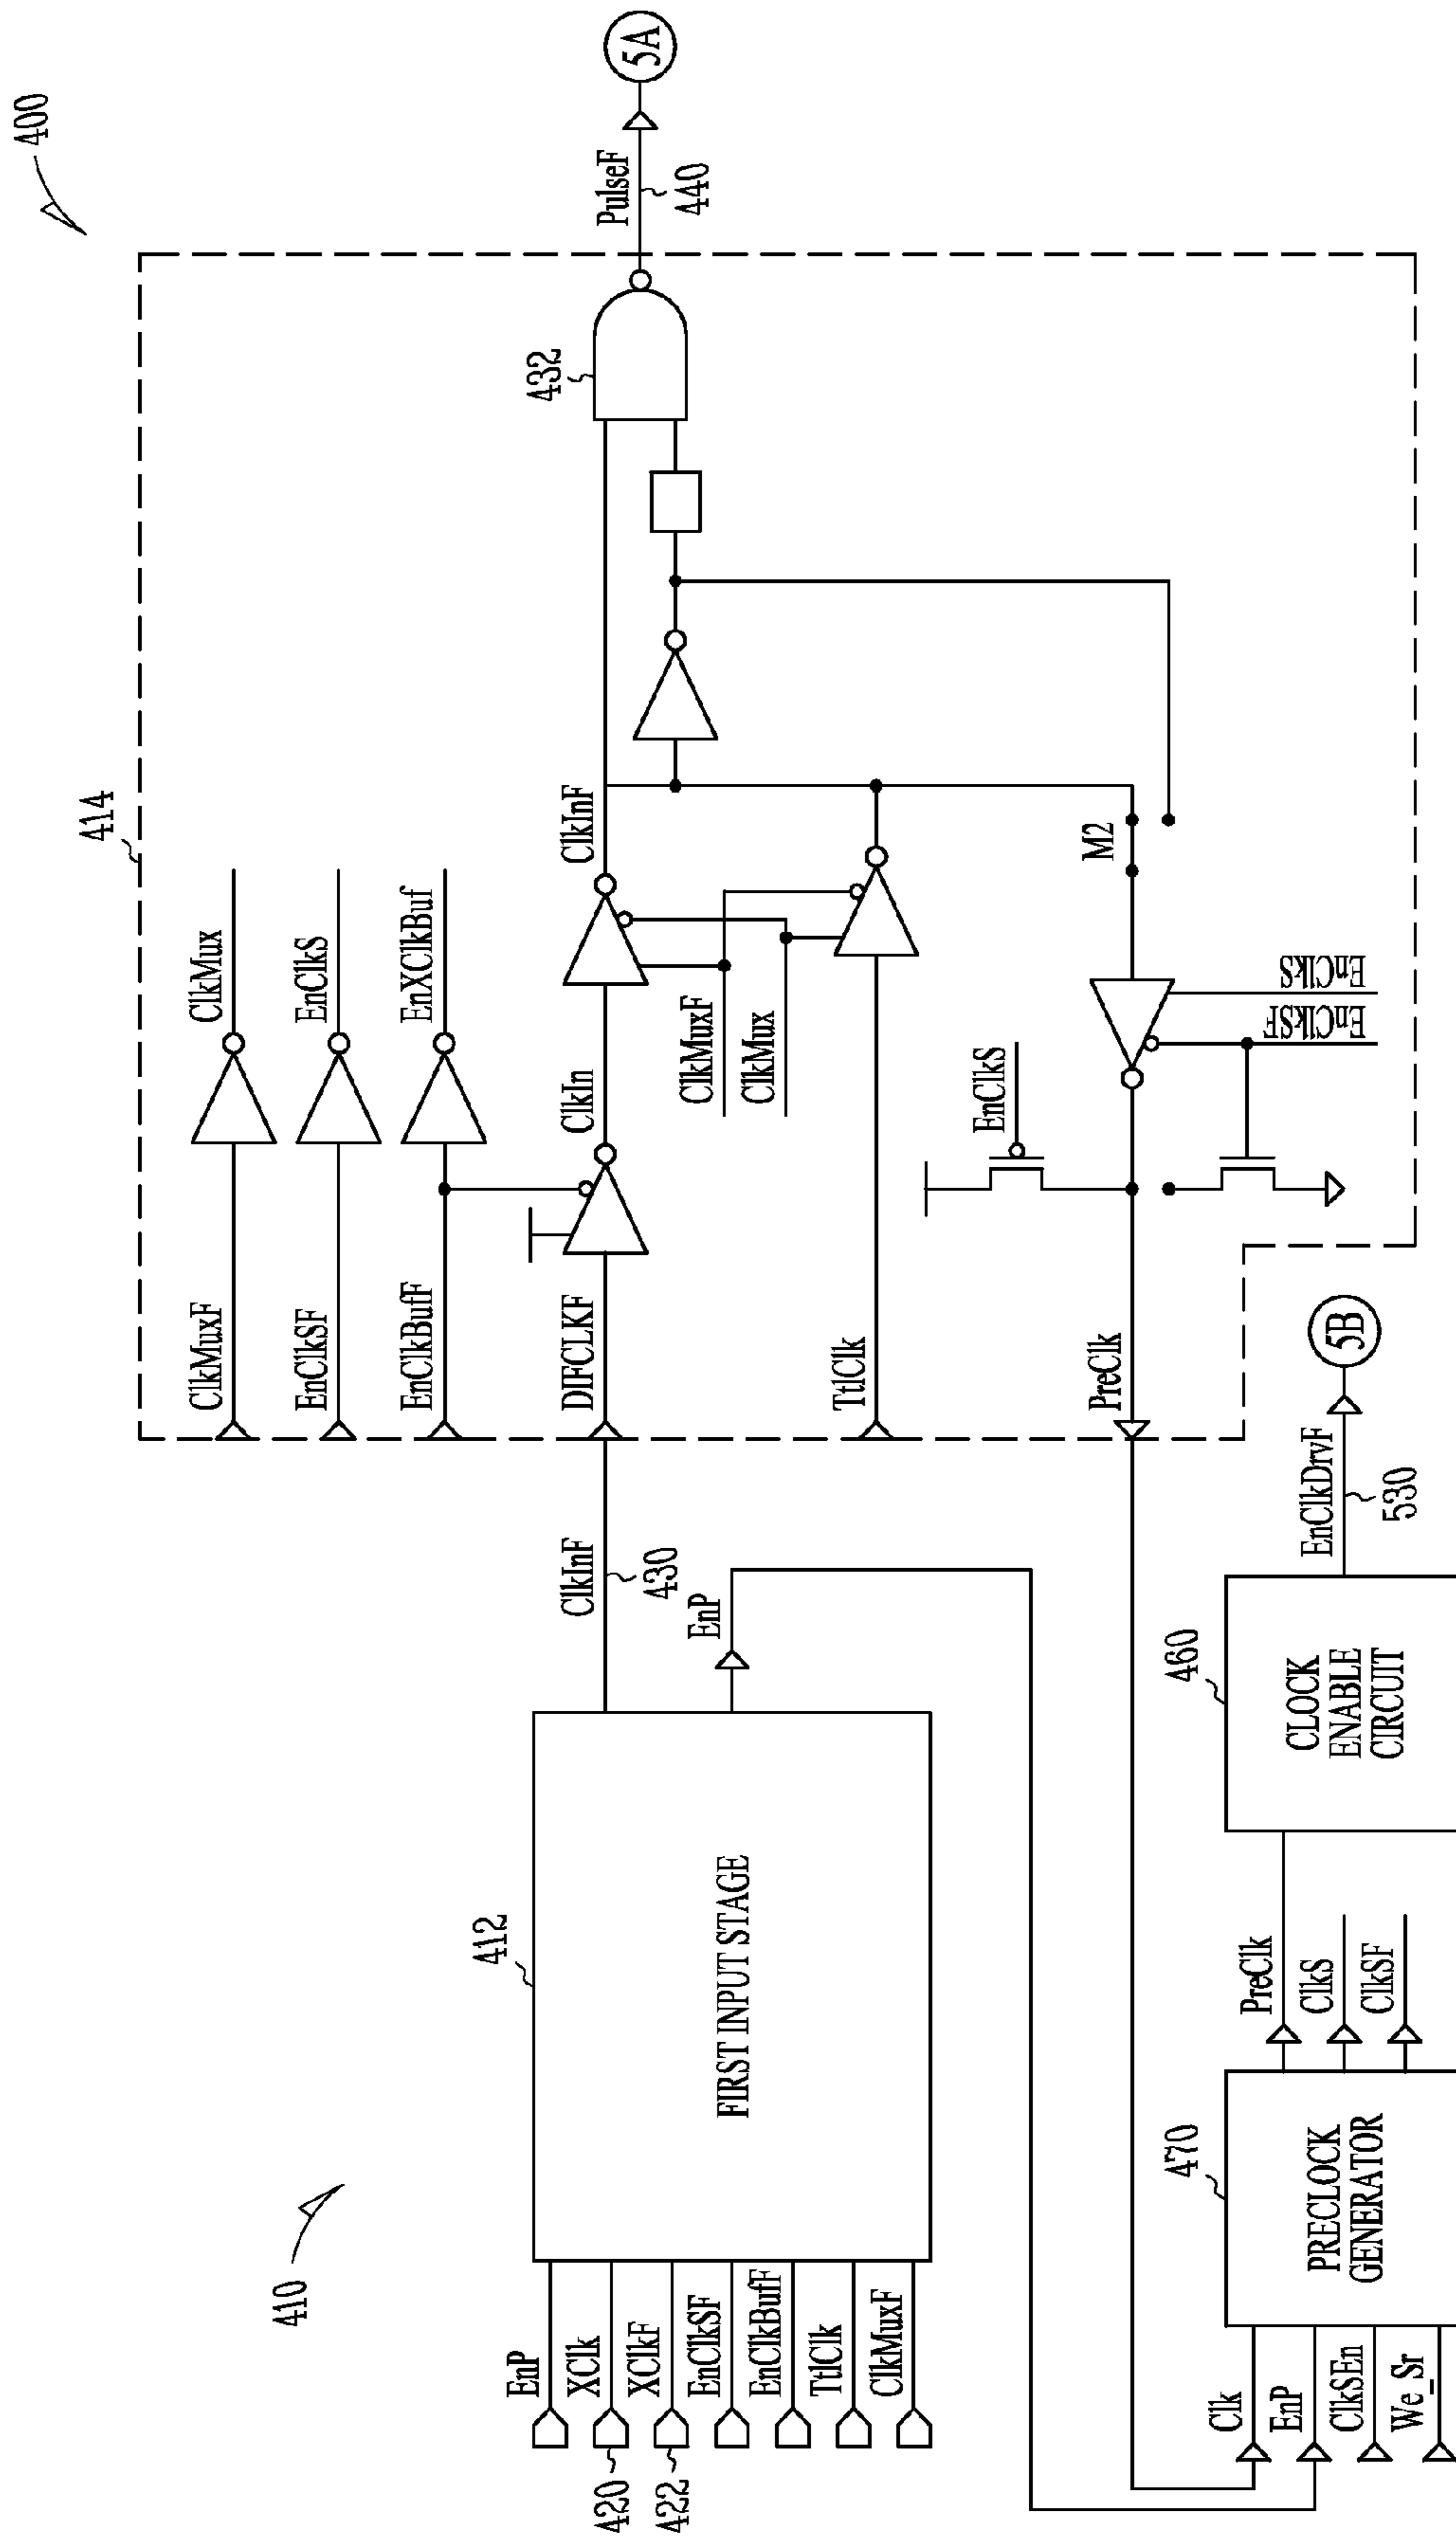 400
410
414
ClkMuxF
ClkMux
EnClkSF
EnClkS
EnClkBufF
EnXClkBuf
DIFCLKF
ClkIn
ClkInF
432
PulseF
440
5A
ClkMuxF
ClkMux
TtlClk
EnClkS
M2
PreClk
EnClkSF
EnClkS
412
FIRST INPUT STAGE
EnP
XClk
XClkF
EnClkSF
EnClkBufF
TtlClk
ClkMuxF
420
422
ClkInF
430
EnP
470
PRECLOCK
GENERATOR
Clk
EnP
ClkSEn
We_Sr
PreClk
ClkS
ClkSF
460
CLOCK
ENABLE
CIRCUIT
EnClkDrvF
530
5B